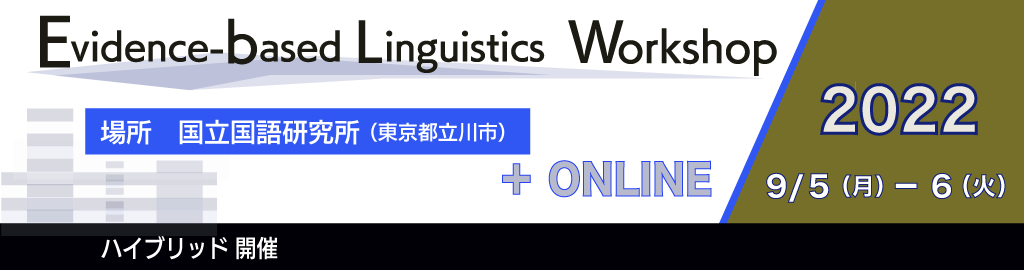 Evidence-based Linguistics Workshop
場所　国立国語研究所（東京都立川市）
+ ONLINE
2022
9/5（月）– 6（火）
ハイブリッド 開催